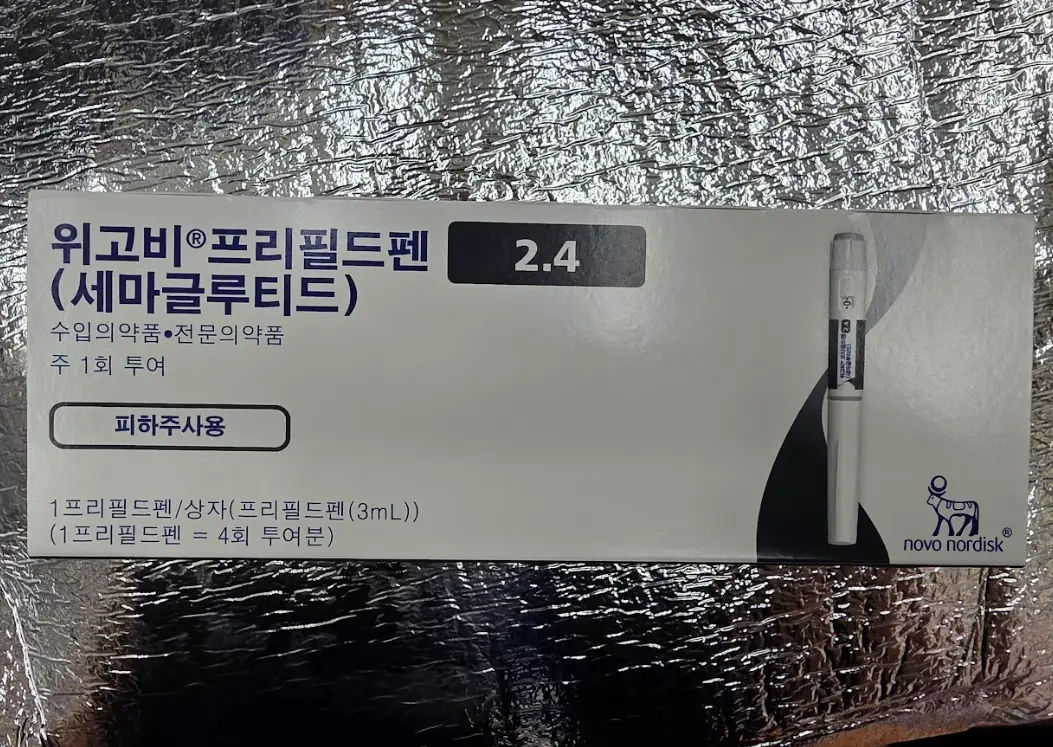 위고비®프리필드펜 2.4
(세마글루티드)
수입의약품•전문의약품
주 1회 투여
피하주사용
1프리필드펜/상자(프리필드펜(3mL))
(1프리필드펜 = 4회 투여분)
novo nordisk®